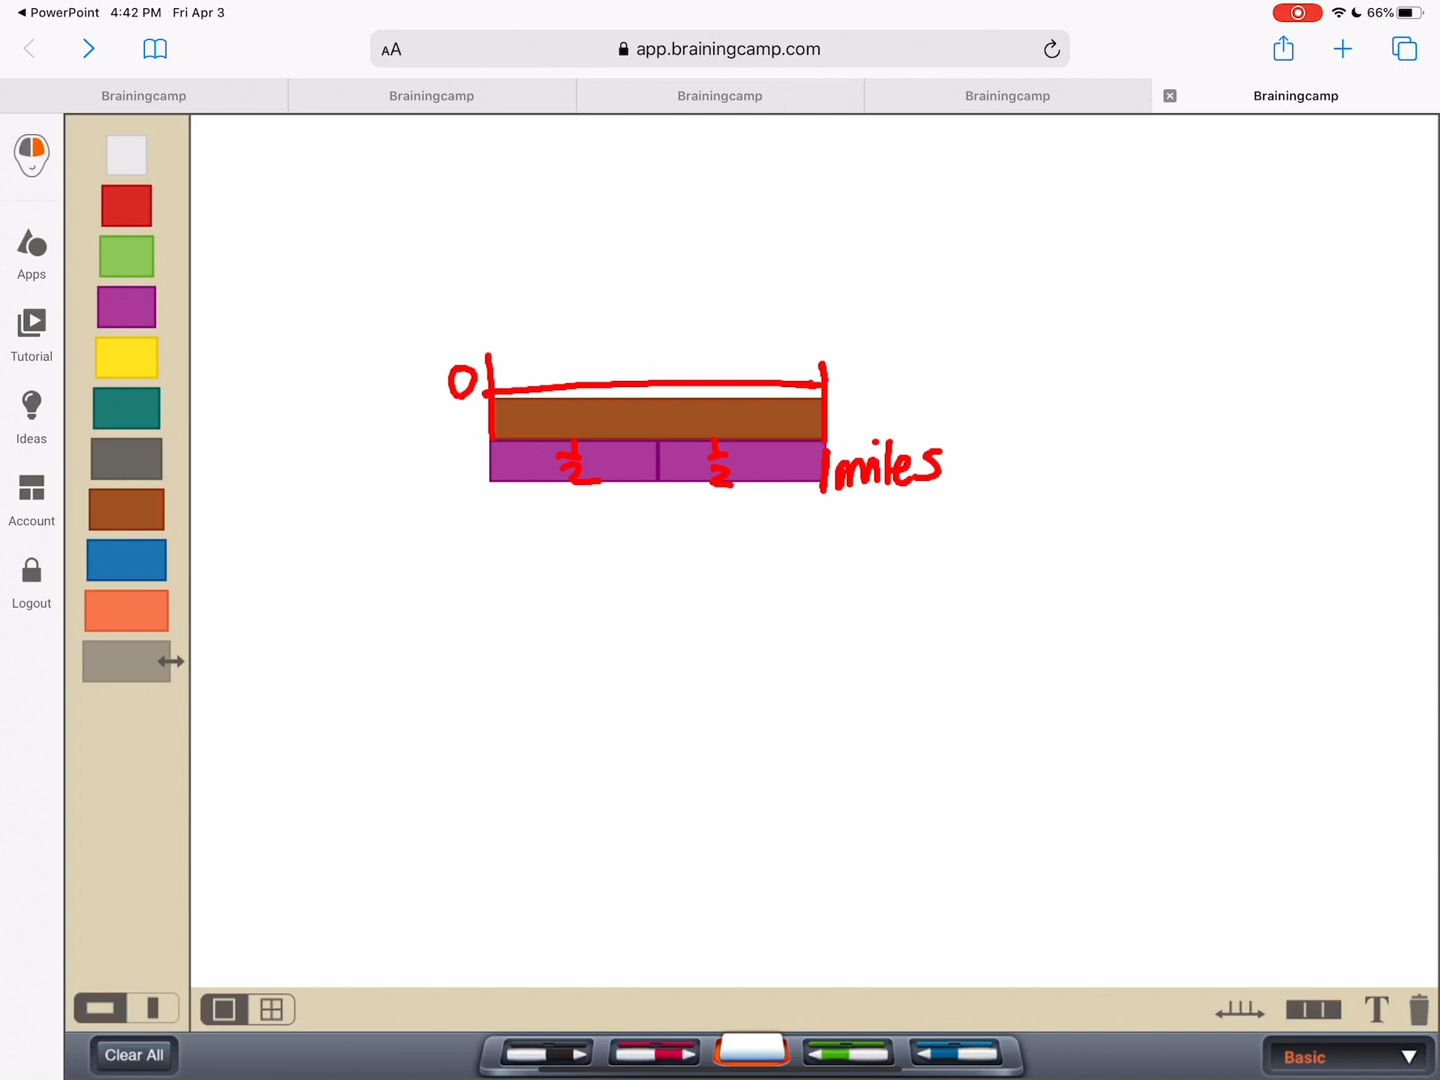 PowerPoint 4:42 PM Fri Apr 3 66%
AA app.brainingcamp.com
Brainingcamp Brainingcamp Brainingcamp Brainingcamp Brainingcamp
Apps
Tutorial
Ideas
Account
Logout
0
1/2 1/2 1 miles
T
Clear All Basic